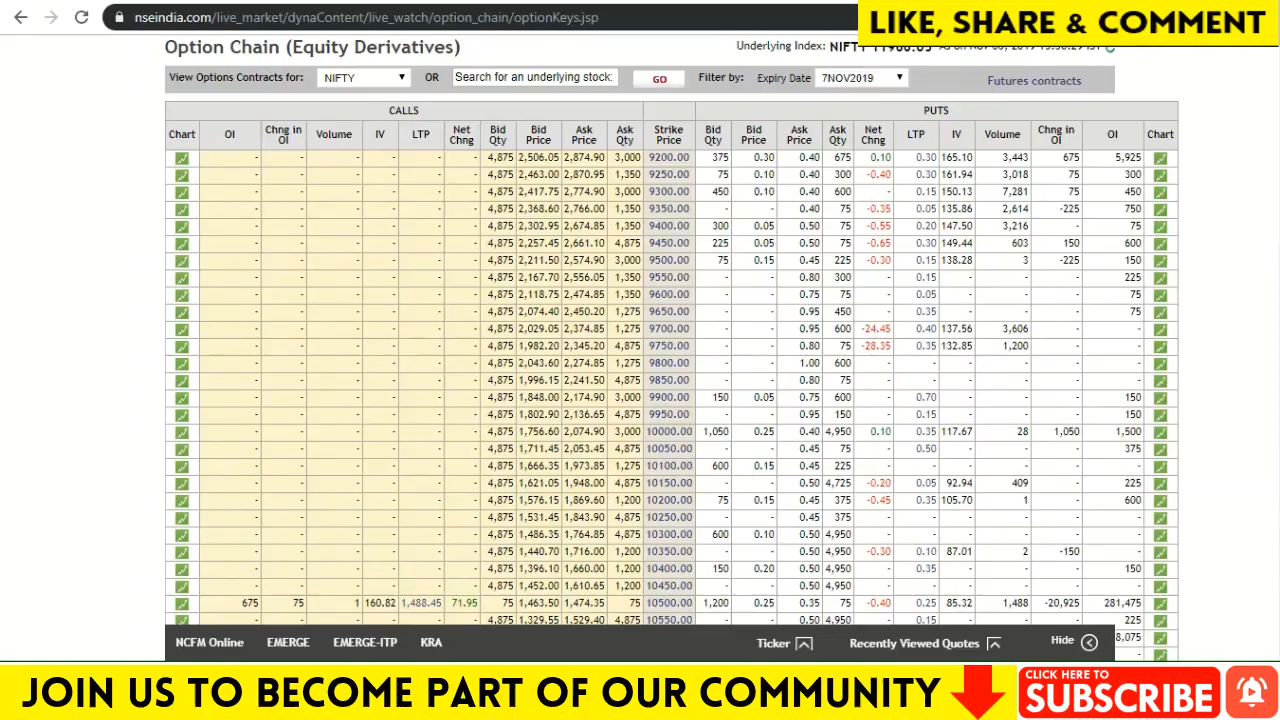 nseindia.com/live_market/dynaContent/live_watch/option_chain/optionKeys.jsp
LIKE, SHARE & COMMENT
Option Chain (Equity Derivatives)
Underlying Index: NIFTY
View Options Contracts for: NIFTY OR Search for an underlying stock: GO Filter by: Expiry Date 7NOV2019 Futures contracts
CALLS PUTS
Chart OI Chng in OI Volume IV LTP Net Chng Bid Qty Bid Price Ask Price Ask Qty Strike Price Bid Qty Bid Price Ask Price Ask Qty Net Chng LTP IV Volume Chng in OI OI Chart
- - - - - - 4,875 2,506.05 2,874.90 3,000 9200.00 375 0.30 0.40 675 0.10 0.30 165.10 3,443 675 5,925
- - - - - - 4,875 2,463.00 2,870.95 1,350 9250.00 75 0.10 0.40 300 -0.40 0.30 161.94 3,018 75 300
- - - - - - 4,875 2,417.75 2,774.90 3,000 9300.00 450 0.10 0.40 600 - 0.15 150.13 7,281 75 450
- - - - - - 4,875 2,368.60 2,766.00 1,350 9350.00 - - 0.40 75 -0.35 0.05 135.86 2,614 -225 750
- - - - - - 4,875 2,302.95 2,674.85 1,350 9400.00 300 0.05 0.50 75 -0.55 0.20 147.50 3,216 - 75
- - - - - - 4,875 2,257.45 2,661.10 4,875 9450.00 225 0.05 0.50 75 -0.65 0.30 149.44 603 150 600
- - - - - - 4,875 2,211.50 2,574.90 3,000 9500.00 75 0.15 0.45 225 -0.30 0.15 138.28 3 -225 150
- - - - - - 4,875 2,167.70 2,556.05 1,350 9550.00 - - 0.80 300 - 0.15 - - - 225
- - - - - - 4,875 2,118.75 2,474.85 1,350 9600.00 - - 0.75 75 - 0.05 - - - 75
- - - - - - 4,875 2,074.40 2,450.20 1,275 9650.00 - - 0.95 450 - 0.35 - - - 75
- - - - - - 4,875 2,029.05 2,374.85 1,275 9700.00 - - 0.95 600 -24.45 0.40 137.56 3,606 - -
- - - - - - 4,875 1,982.20 2,345.20 4,875 9750.00 - - 0.80 75 -28.35 0.35 132.85 1,200 - -
- - - - - - 4,875 2,043.60 2,274.85 1,275 9800.00 - - 1.00 600 - - - - - -
- - - - - - 4,875 1,996.15 2,241.50 4,875 9850.00 - - 0.80 75 - - - - - -
- - - - - - 4,875 1,848.00 2,174.90 3,000 9900.00 150 0.05 0.75 600 - 0.70 - - - 150
- - - - - - 4,875 1,802.90 2,136.65 4,875 9950.00 - - 0.95 150 - 0.15 - - - 150
- - - - - - 4,875 1,756.60 2,074.90 3,000 10000.00 1,050 0.25 0.40 4,950 0.10 0.35 117.67 28 1,050 1,500
- - - - - - 4,875 1,711.45 2,053.45 4,875 10050.00 - - 0.45 75 - 0.50 - - - 375
- - - - - - 4,875 1,666.35 1,973.85 1,275 10100.00 600 0.15 0.45 225 - - - - - -
- - - - - - 4,875 1,621.05 1,948.00 4,875 10150.00 - - 0.50 4,725 -0.20 0.05 92.94 409 - 225
- - - - - - 4,875 1,576.15 1,869.60 1,200 10200.00 75 0.15 0.45 375 -0.45 0.35 105.70 1 - 600
- - - - - - 4,875 1,531.45 1,843.90 4,875 10250.00 - - 0.45 375 - - - - - -
- - - - - - 4,875 1,486.35 1,764.85 4,875 10300.00 600 0.10 0.50 4,950 - - - - - -
- - - - - - 4,875 1,440.70 1,716.00 1,200 10350.00 - - 0.50 4,950 -0.30 0.10 87.01 2 -150 -
- - - - - - 4,875 1,396.10 1,660.00 1,200 10400.00 150 0.20 0.50 4,950 - 0.35 - - - 150
- - - - - - 4,875 1,452.00 1,610.65 1,200 10450.00 - - 0.50 4,950 - - - - - -
675 75 1 160.82 1,488.45 71.95 75 1,463.50 1,474.35 75 10500.00 1,200 0.25 0.35 75 -0.40 0.25 85.32 1,488 -20,925 281,475
- - - - - - 4,875 1,329.55 1,529.40 4,875 10550.00 - - 0.50 4,950 - 0.15 - - - 225
NCFM Online EMERGE EMERGE-ITP KRA Ticker Recently Viewed Quotes Hide 8,075
JOIN US TO BECOME PART OF OUR COMMUNITY
CLICK HERE TO
SUBSCRIBE